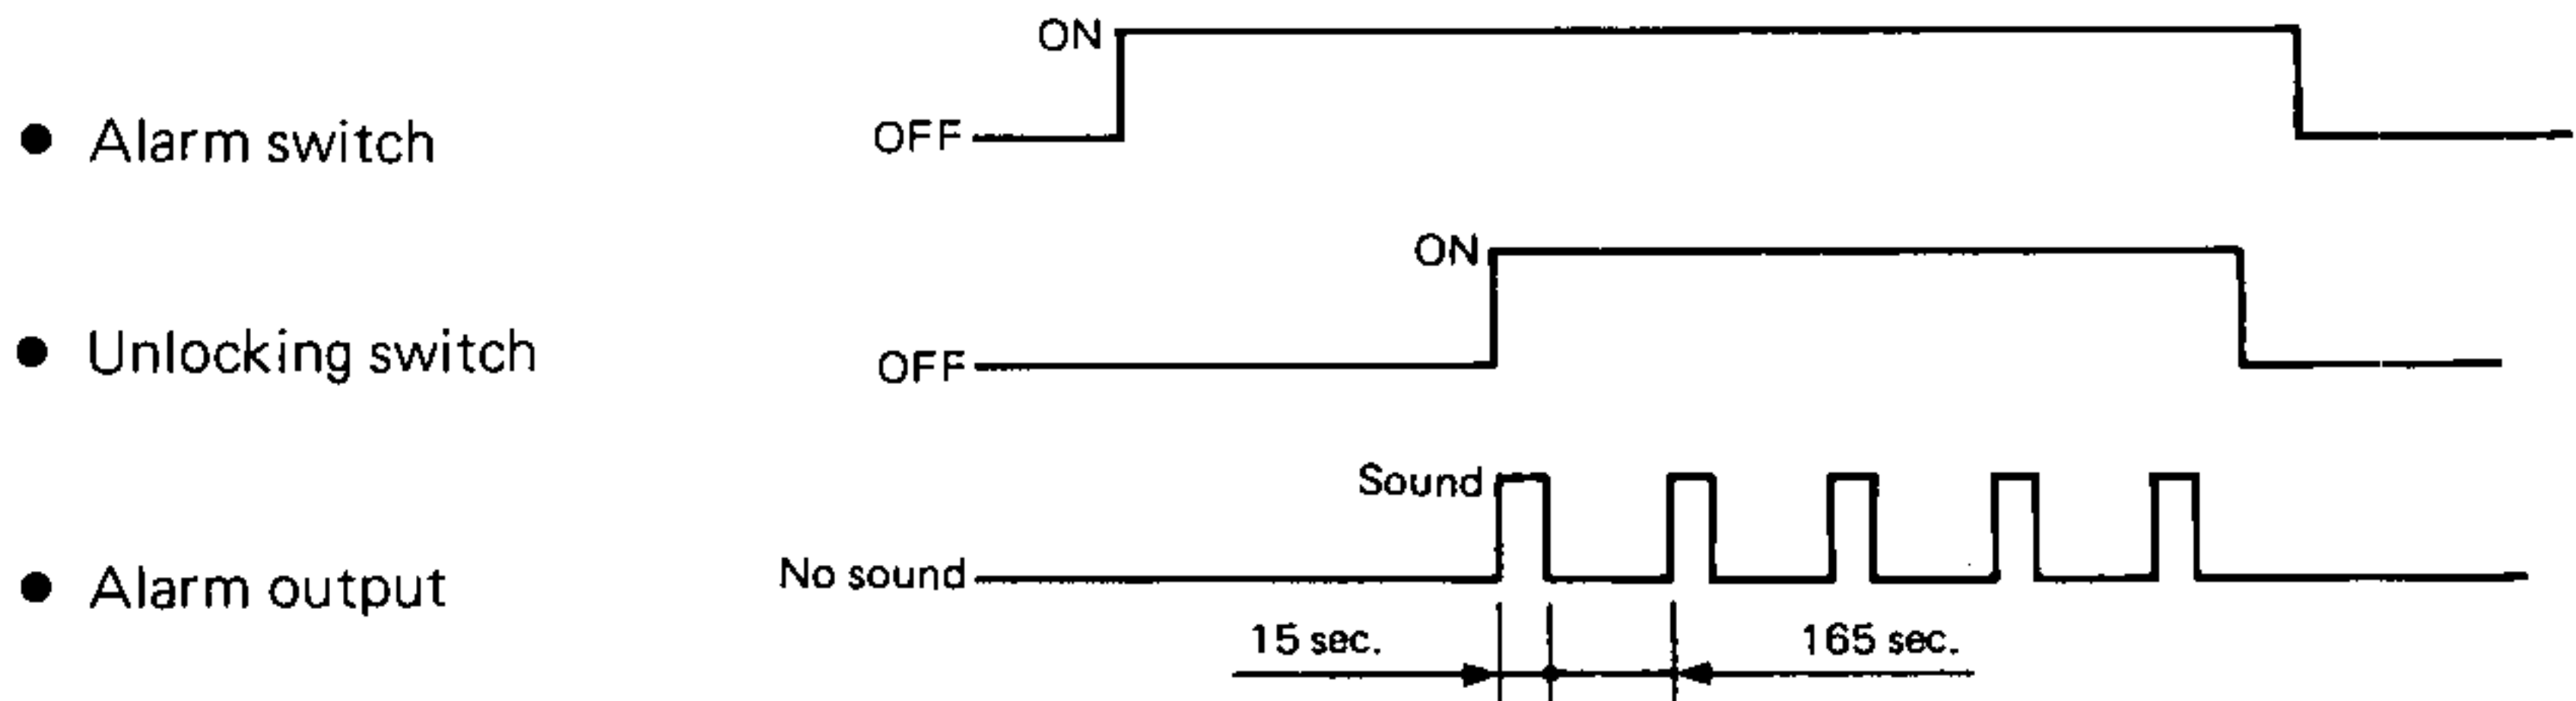 ON
● Alarm switch OFF
ON
● Unlocking switch OFF
Sound
● Alarm output No sound
15 sec. 165 sec.